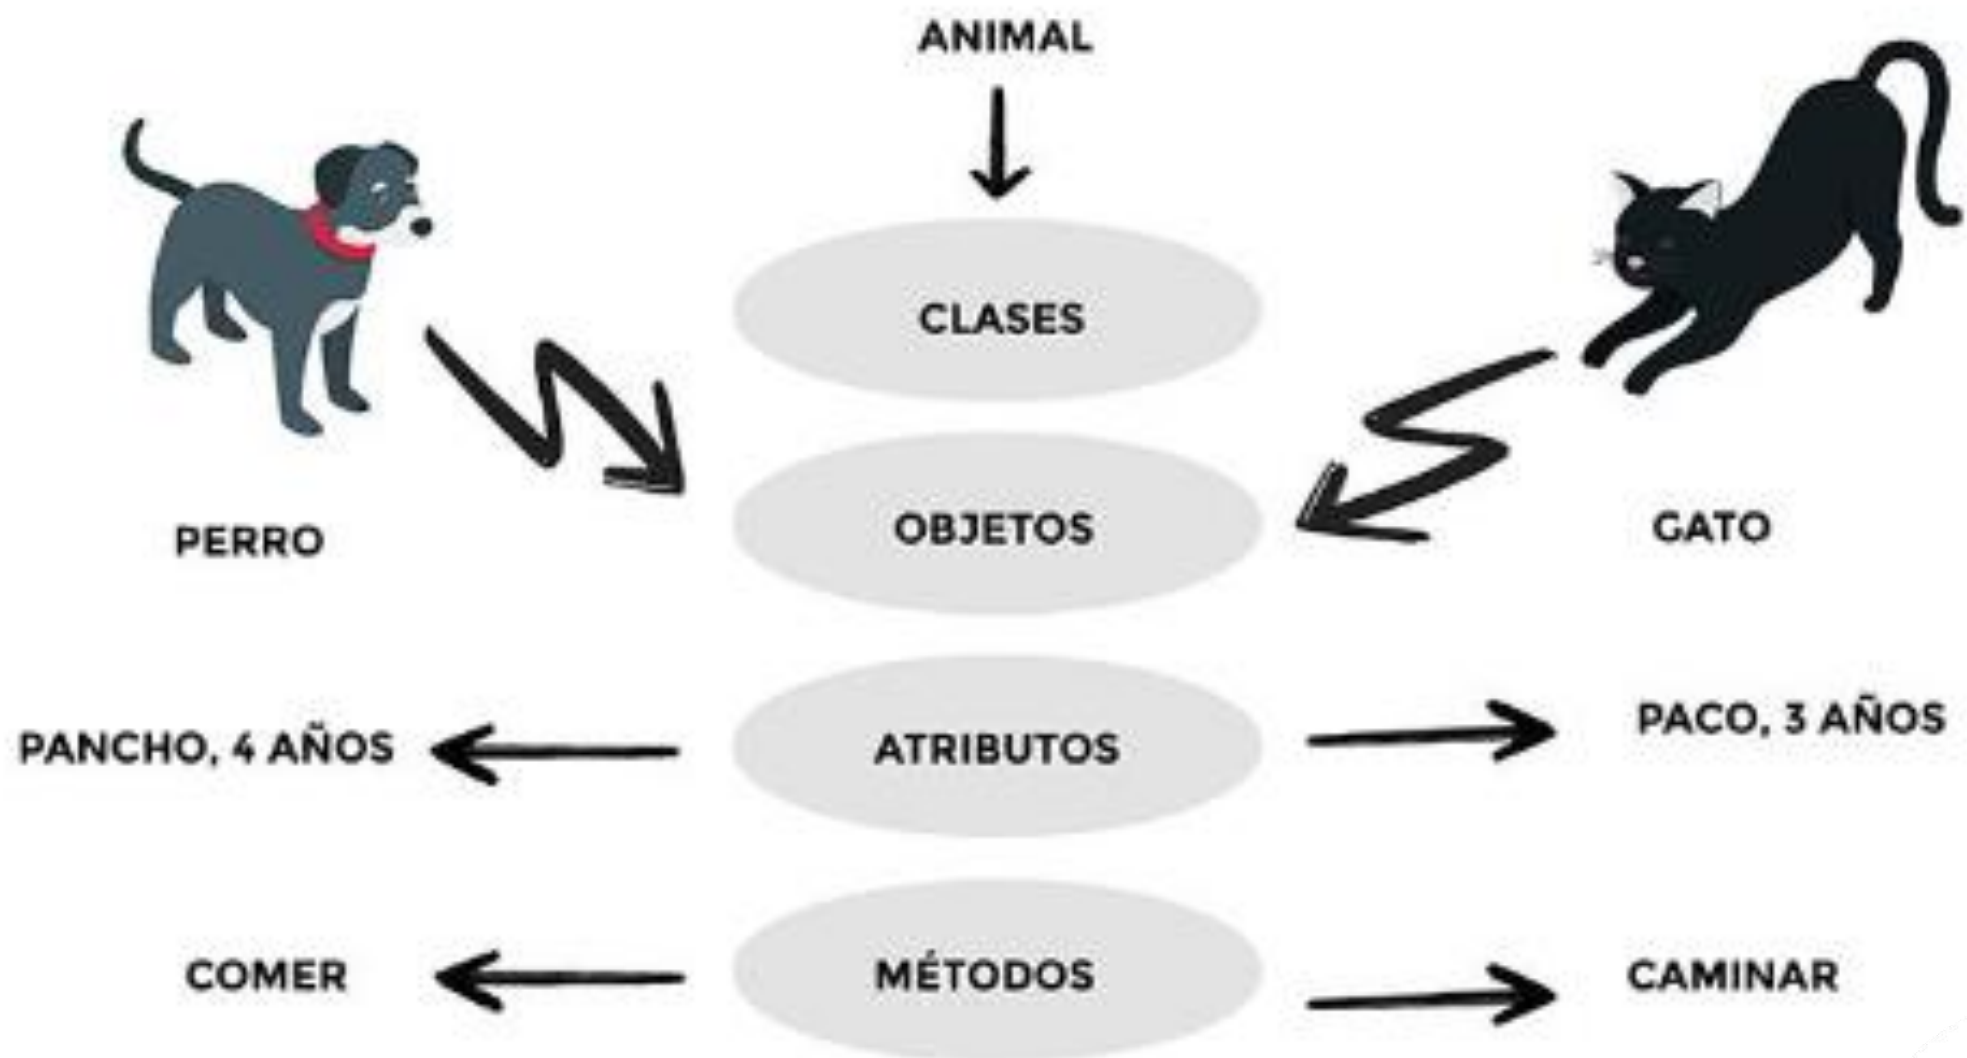 ANIMAL
CLASES
PERRO
OBJETOS
GATO
PANCHO, 4 AÑOS
ATRIBUTOS
PACO, 3 AÑOS
COMER
MÉTODOS
CAMINAR